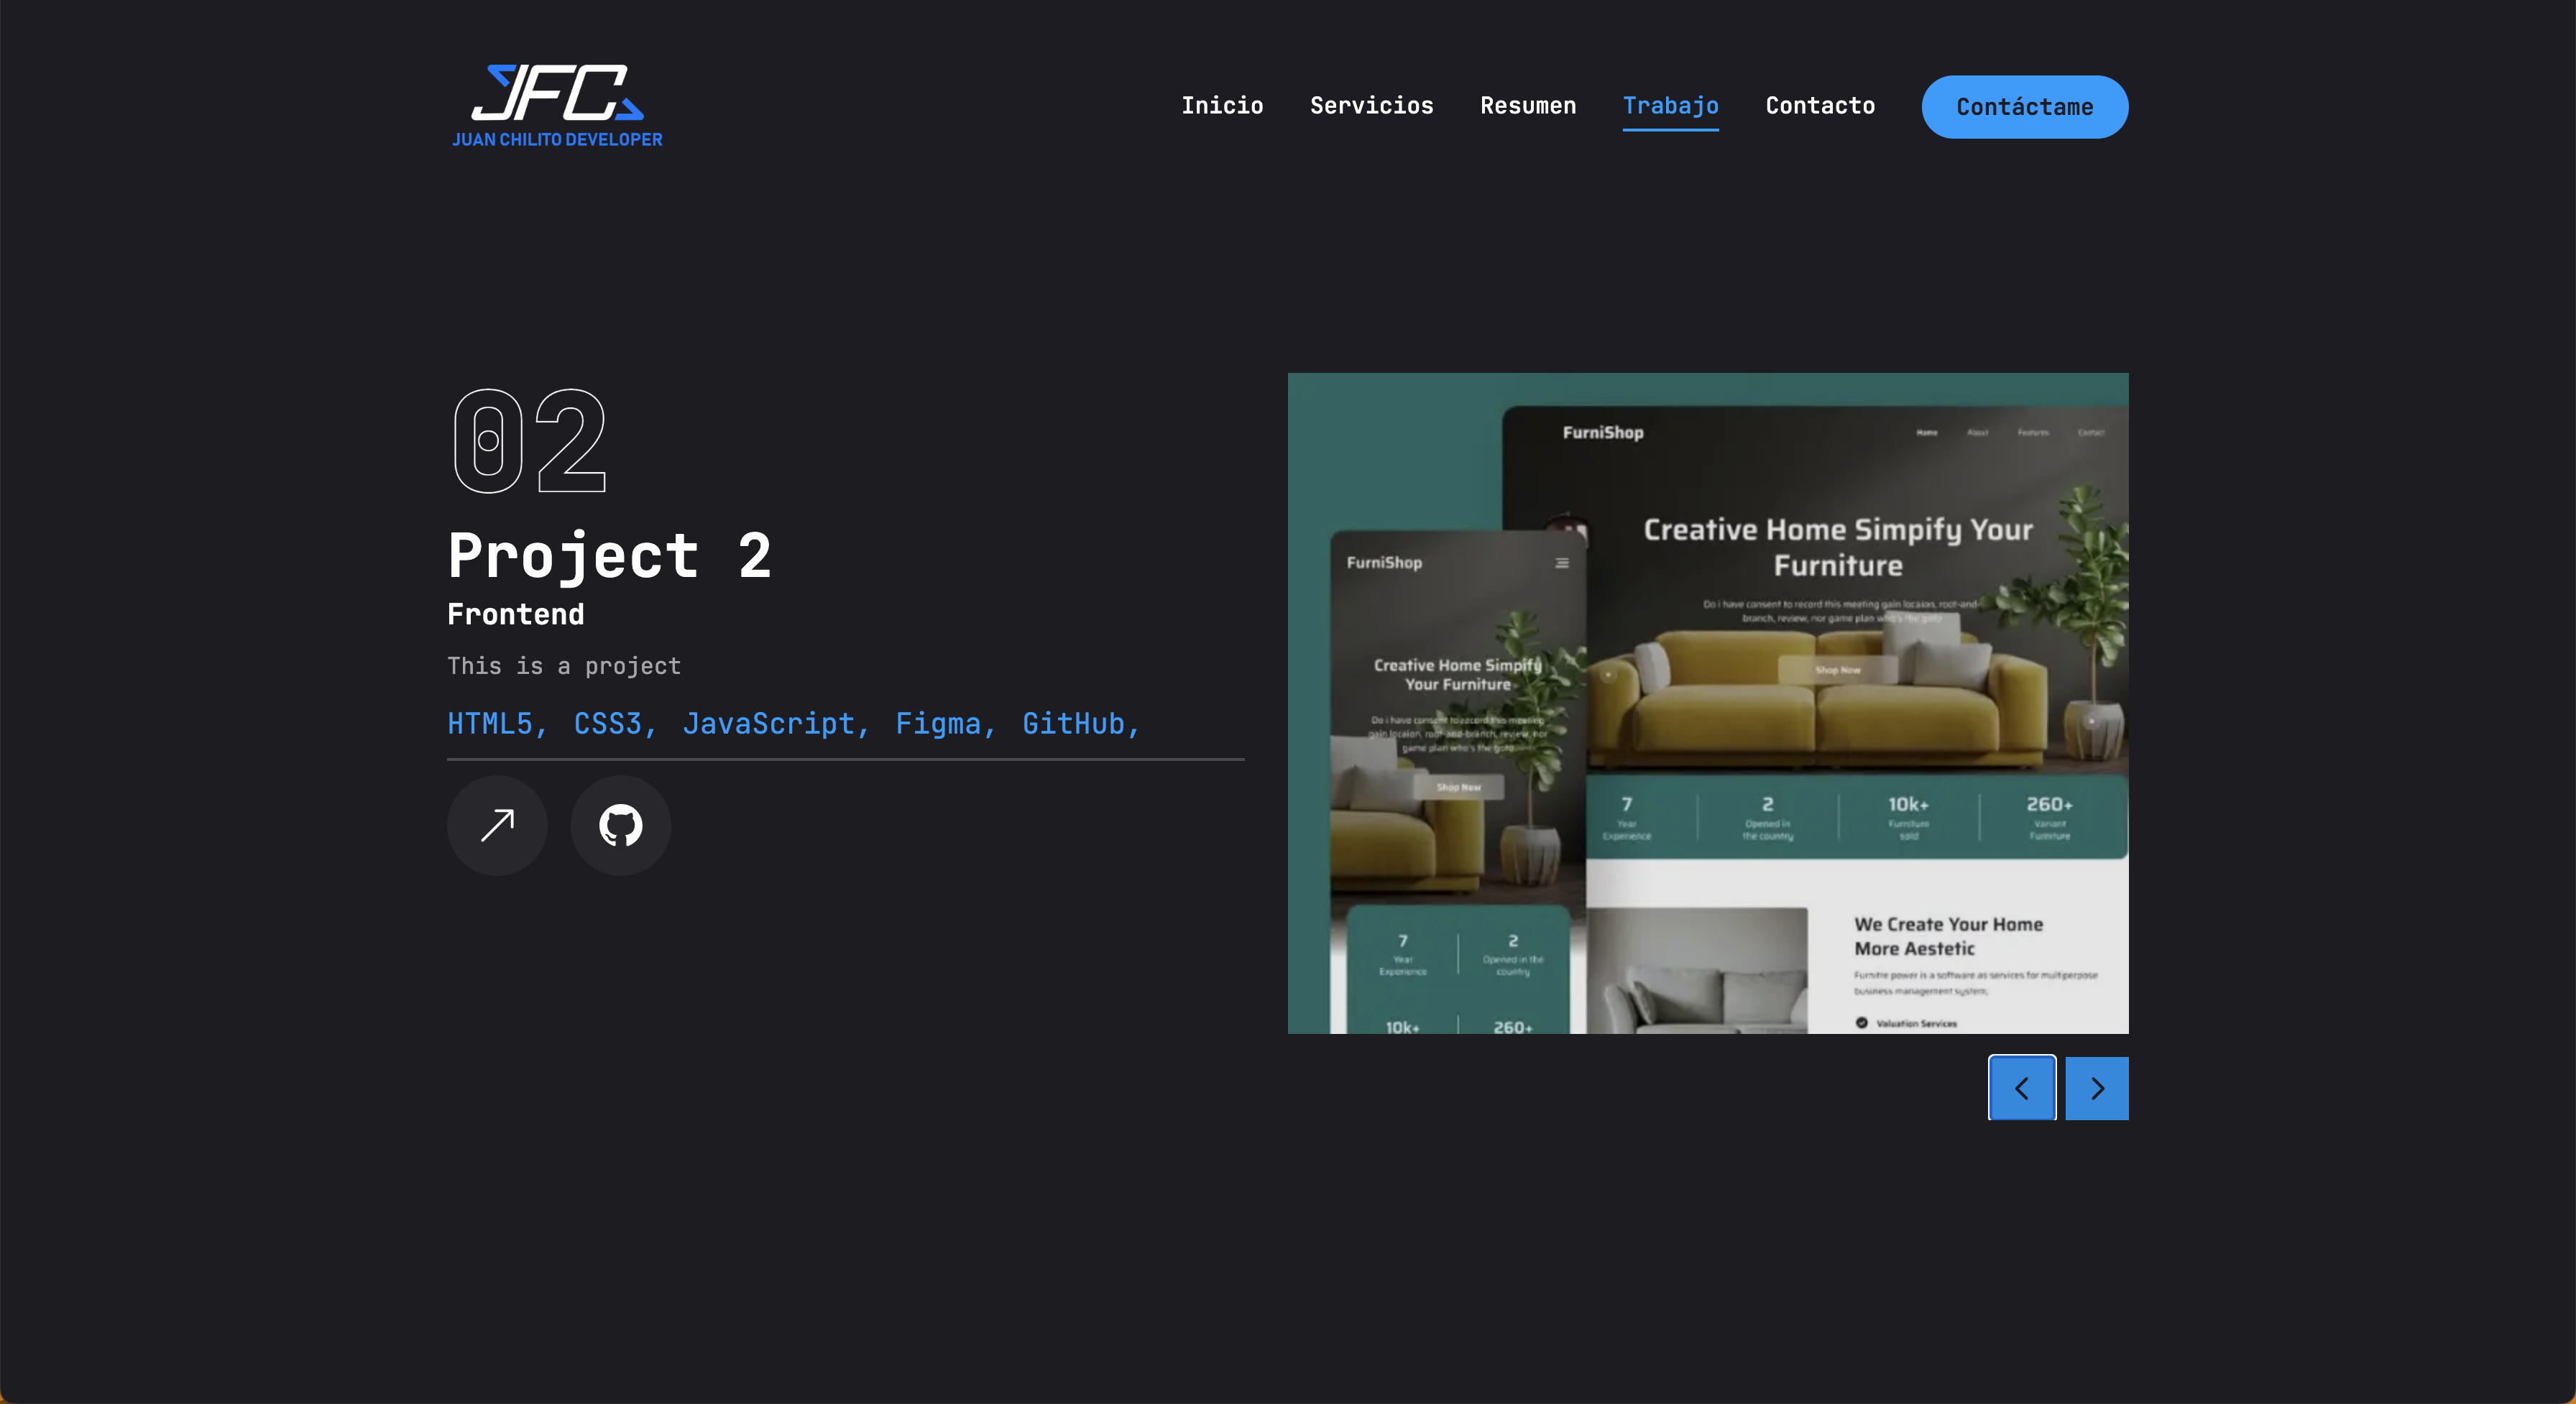 JFC
JUAN CHILITO DEVELOPER
Inicio Servicios Resumen Trabajo Contacto Contáctame
02
Project 2
Frontend
This is a project
HTML5, CSS3, JavaScript, Figma, GitHub,
FurniShop
Home About Features Contact
Creative Home Simpify Your
Furniture
Do i have consent to record this meeting gain locaion, root-and-
branch, review, nor game plan who's the goto
Shop Now
7
Year
Experience
2
Opened in
the country
10k+
Furniture
sold
260+
Variant
Furniture
We Create Your Home
More Aestetic
Furnitre power is a software as services for multiperpose
business management system,
Valuation Services
FurniShop
Creative Home Simpify
Your Furniture
Do i have consent to record this meeting
gain locaion, root-and-branch, review, nor
game plan who's the goto
Shop Now
7
Year
Experience
2
Opened in the
country
10k+
260+